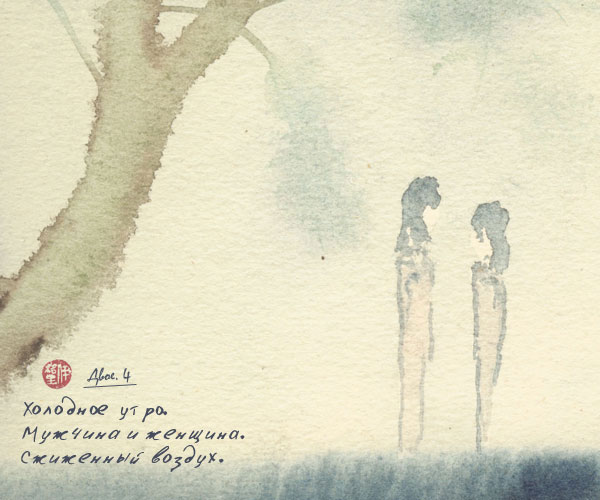 Двое. 4
Холодное утро.
Мужчина и женщина.
Сжиженный воздух.